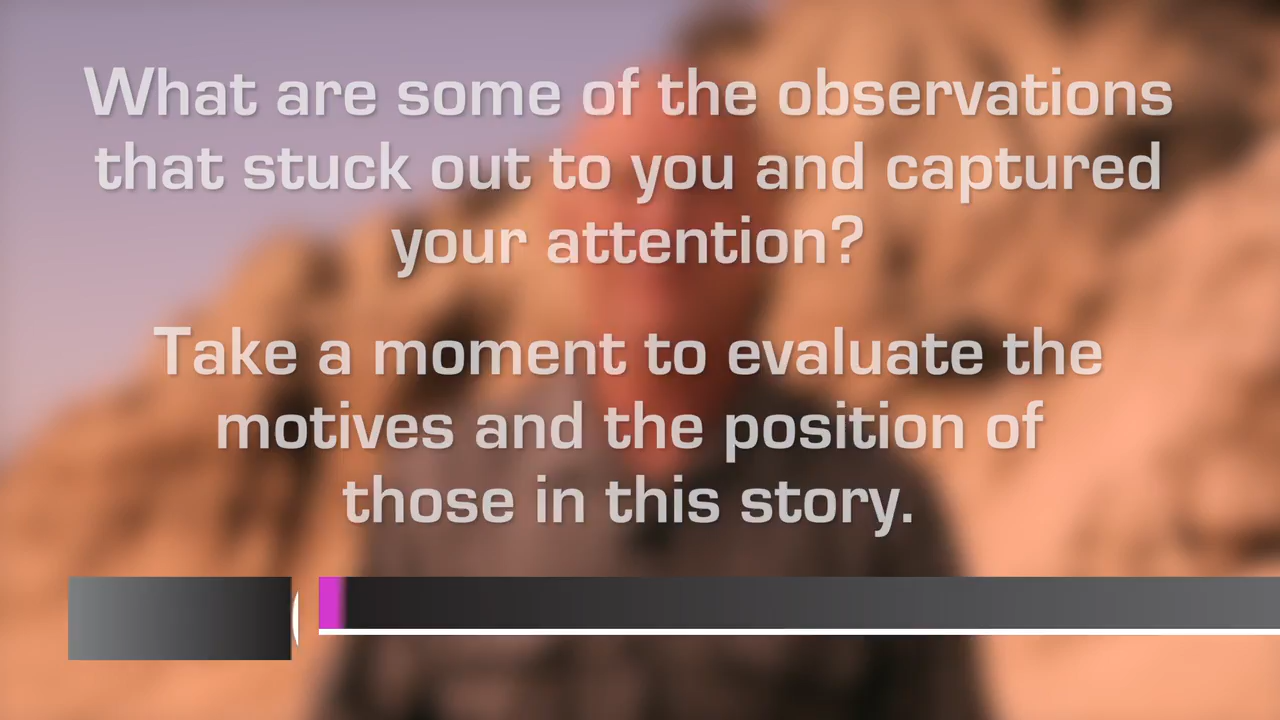 What are some of the observations
that stuck out to you and captured
your attention?
Take a moment to evaluate the
motives and the position of
those in this story.